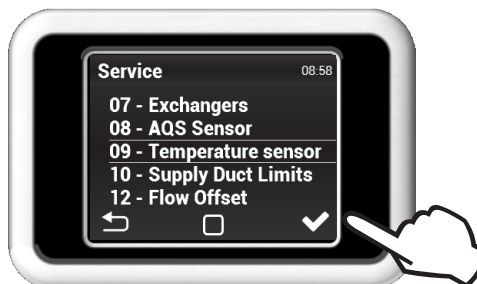 Service 08:58
07 - Exchangers
08 - AQS Sensor
09 - Temperature sensor
10 - Supply Duct Limits
12 - Flow Offset